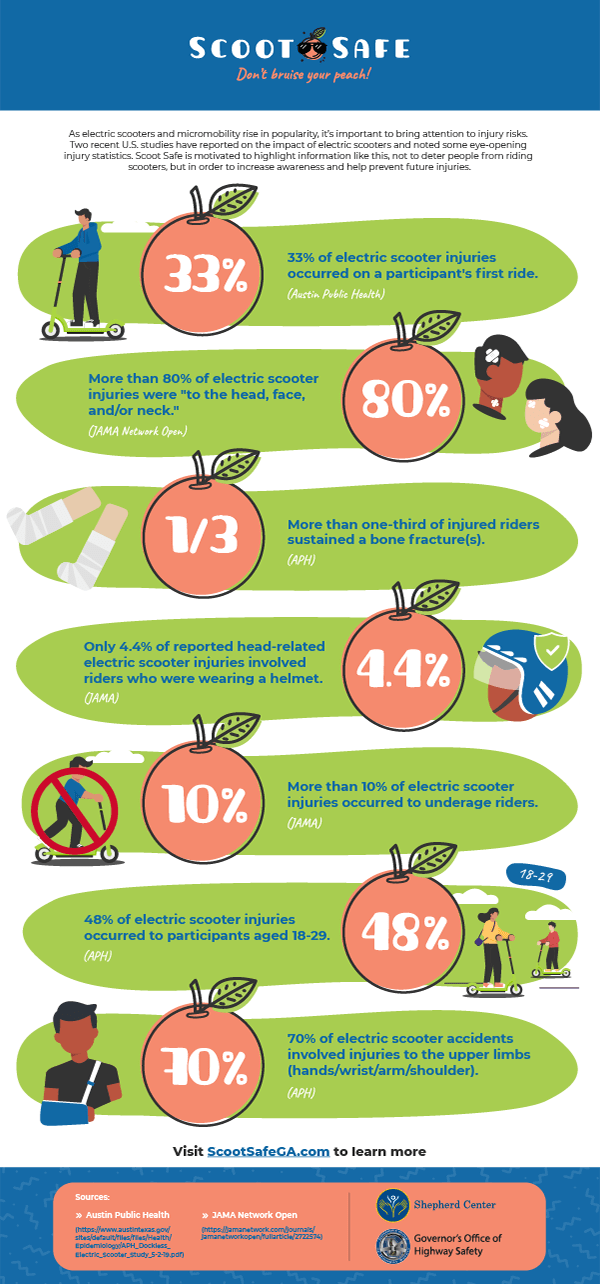 SCOOT SAFE
Don't bruise your peach!
As electric scooters and micromobility rise in popularity, it's important to bring attention to injury risks.
Two recent U.S. studies have reported on the impact of electric scooters and noted some eye-opening
injury statistics. Scoot Safe is motivated to highlight information like this, not to deter people from riding
scooters, but in order to increase awareness and help prevent future injuries.
33%
33% of electric scooter injuries
occurred on a participant's first ride.
(Austin Public Health)
More than 80% of electric scooter
injuries were "to the head, face,
and/or neck."
(JAMA Network Open)
80%
1/3
More than one-third of injured riders
sustained a bone fracture(s).
(APH)
Only 4.4% of reported head-related
electric scooter injuries involved
riders who were wearing a helmet.
(JAMA)
4.4%
10%
More than 10% of electric scooter
injuries occurred to underage riders.
(JAMA)
48% of electric scooter injuries
occurred to participants aged 18-29.
(APH)
48%
18-29
70%
70% of electric scooter accidents
involved injuries to the upper limbs
(hands/wrist/arm/shoulder).
(APH)
Visit ScootSafeGA.com to learn more
Sources:
» Austin Public Health
(https://www.austintexas.gov/
sites/default/files/files/Health/
Epidemiology/APH_Dockless_
Electric_Scooter_Study_5-2-19.pdf)
» JAMA Network Open
(https://jamanetwork.com/journals/
jamanetworkopen/fullarticle/2722574)
Shepherd Center
Governor's Office of
Highway Safety